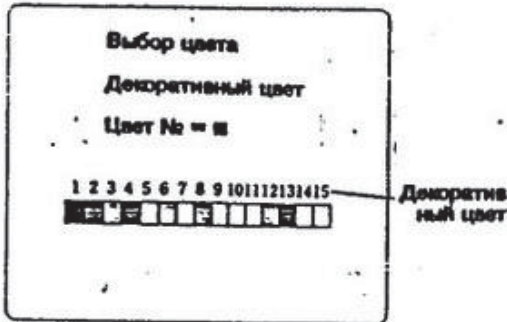 Выбор цвета
Декоративный цвет
Цвет № = ■
1 2 3 4 5 6 7 8 9 10 11 12 13 14 15
Декоратив
ный цвет